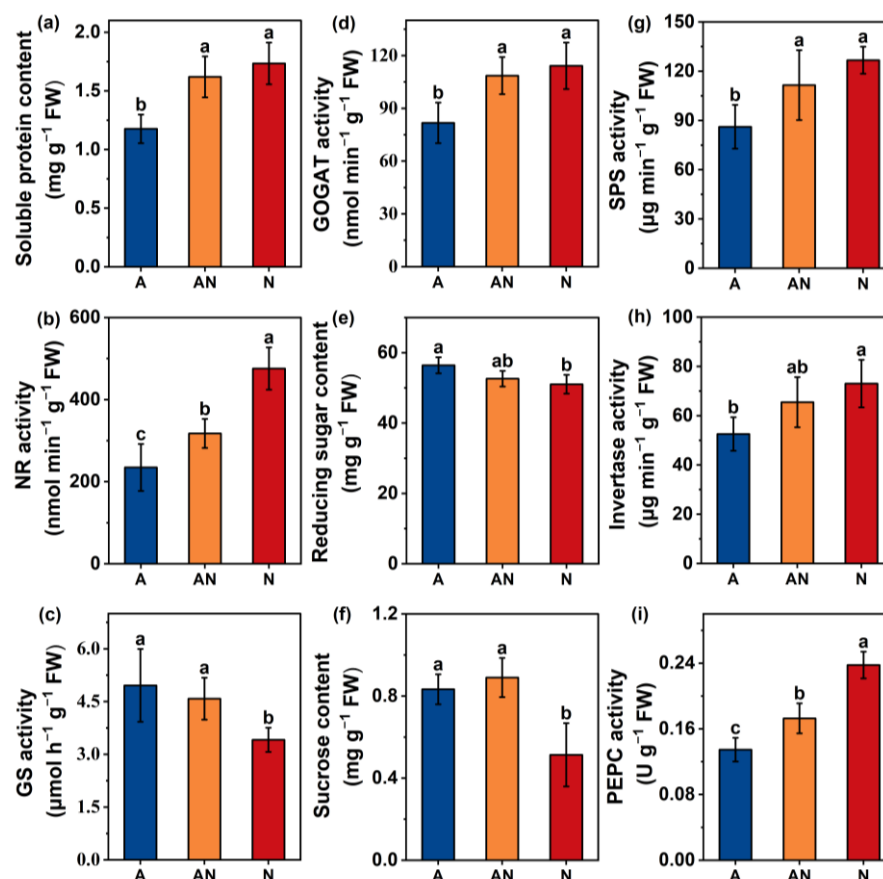 (a)
Soluble protein content
(mg g⁻¹ FW)
2.0
1.5
1.0
0.5
0.0
b
a
a
A AN N
(d)
GOGAT activity
(nmol min⁻¹ g⁻¹ FW)
120
90
60
30
0
b
a
a
A AN N
(g)
SPS activity
(μg min⁻¹ g⁻¹ FW)
150
120
90
60
30
0
b
a
a
A AN N
(b)
NR activity
(nmol min⁻¹ g⁻¹ FW)
600
400
200
0
c
b
a
A AN N
(e)
Reducing sugar content
(mg g⁻¹ FW)
60
40
20
0
a
ab
b
A AN N
(h)
Invertase activity
(μg min⁻¹ g⁻¹ FW)
100
80
60
40
20
0
b
ab
a
A AN N
(c)
GS activity
(μmol h⁻¹ g⁻¹ FW)
6.0
4.5
3.0
1.5
0.0
a
a
b
A AN N
(f)
Sucrose content
(mg g⁻¹ FW)
1.2
0.8
0.4
0.0
a
a
b
A AN N
(i)
PEPC activity
(U g⁻¹ FW)
0.24
0.16
0.08
0.00
c
b
a
A AN N